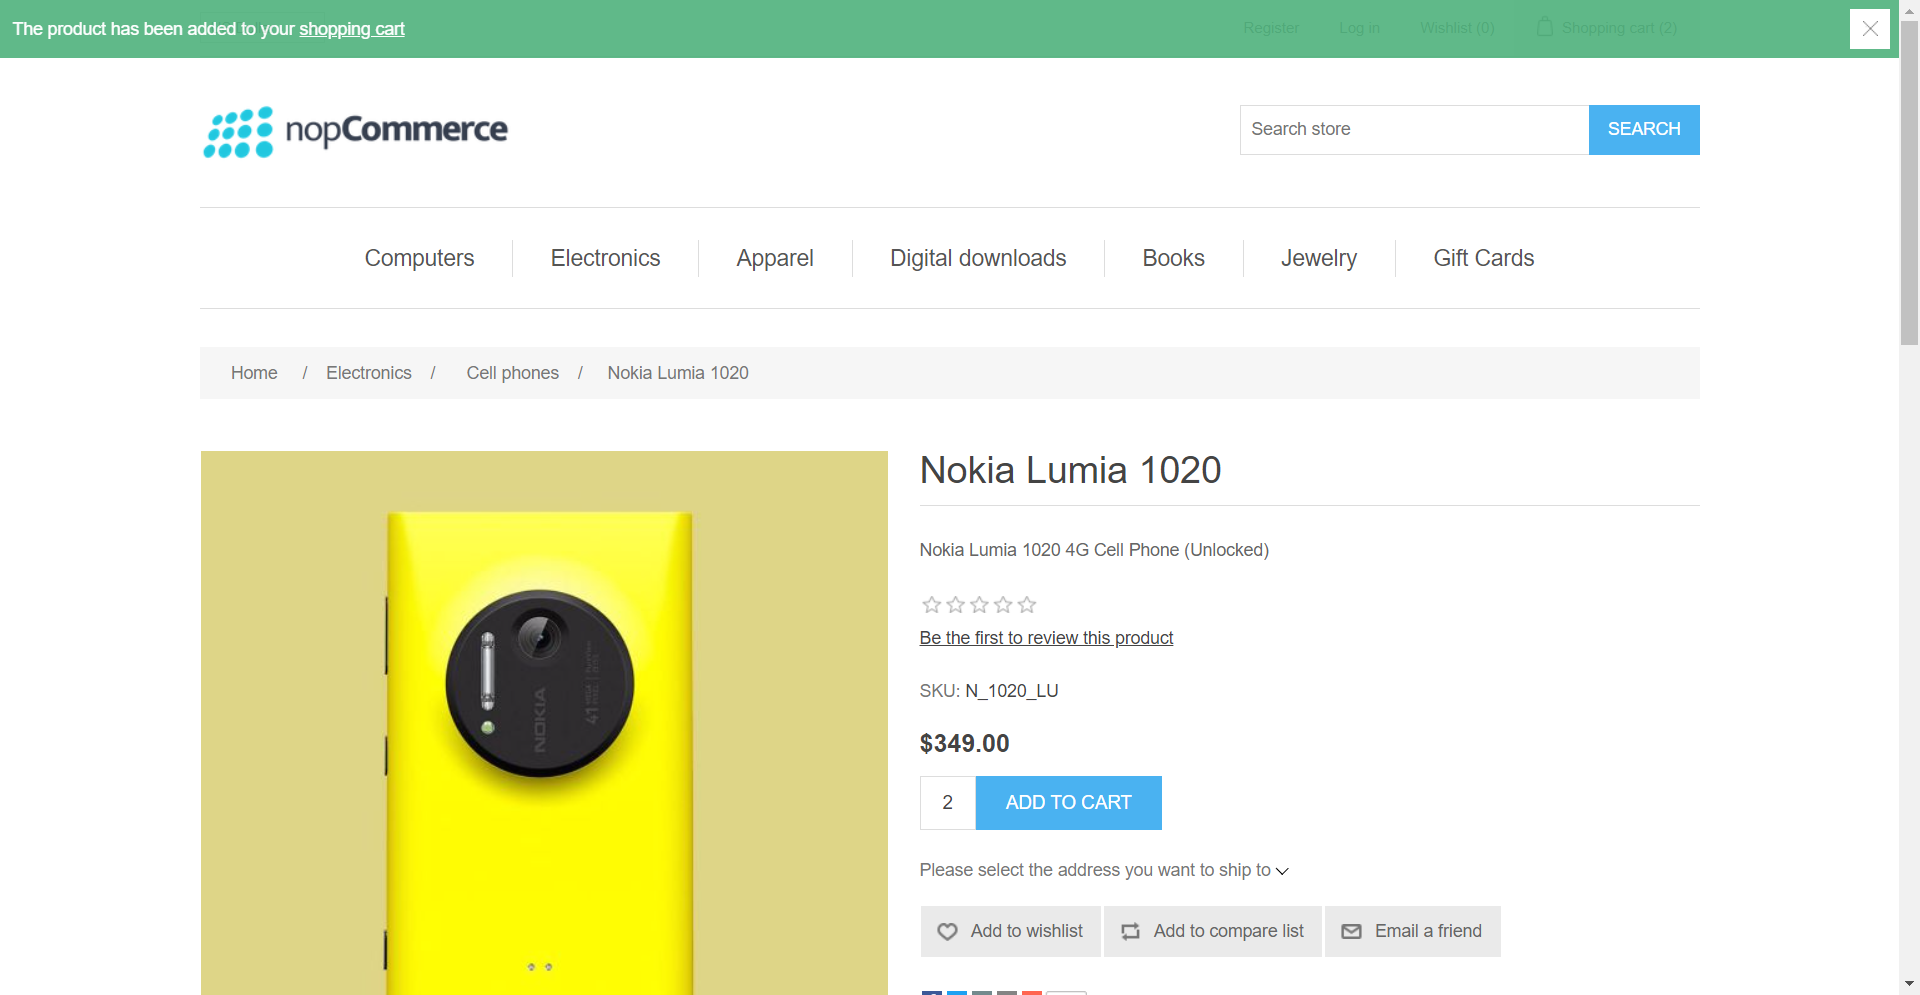 The product has been added to your shopping cart
Register
Log in
Wishlist (0)
Shopping cart (2)
nopCommerce
Search store
SEARCH
Computers
Electronics
Apparel
Digital downloads
Books
Jewelry
Gift Cards
Home / Electronics / Cell phones / Nokia Lumia 1020
Nokia Lumia 1020
Nokia Lumia 1020 4G Cell Phone (Unlocked)
Be the first to review this product
SKU: N_1020_LU
$349.00
2
ADD TO CART
Please select the address you want to ship to
Add to wishlist
Add to compare list
Email a friend
NOKIA
41